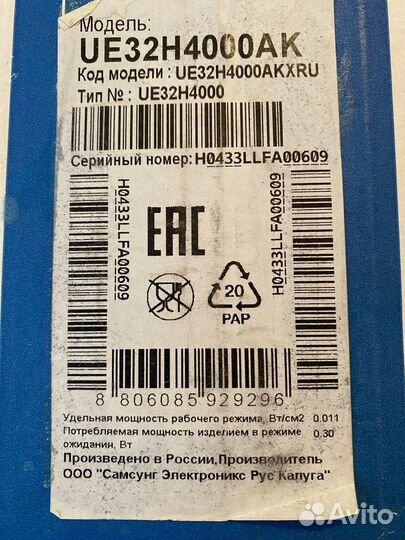 Модель:
UE32H4000AK
Код модели : UE32H4000AKXRU
Тип № : UE32H4000
Серийный номер: H0433LLFA00609
H0433LLFA00609
EAC
H0433LLFA00609
20
PAP
8 806085 929296
Удельная мощность рабочего режима, Вт/см2 0.011
Потребляемая мощность изделием в режиме
ожидания, Вт 0.30
Произведено в России,Производитель
ООО "Самсунг Электроникс Рус Калуга"
Avito